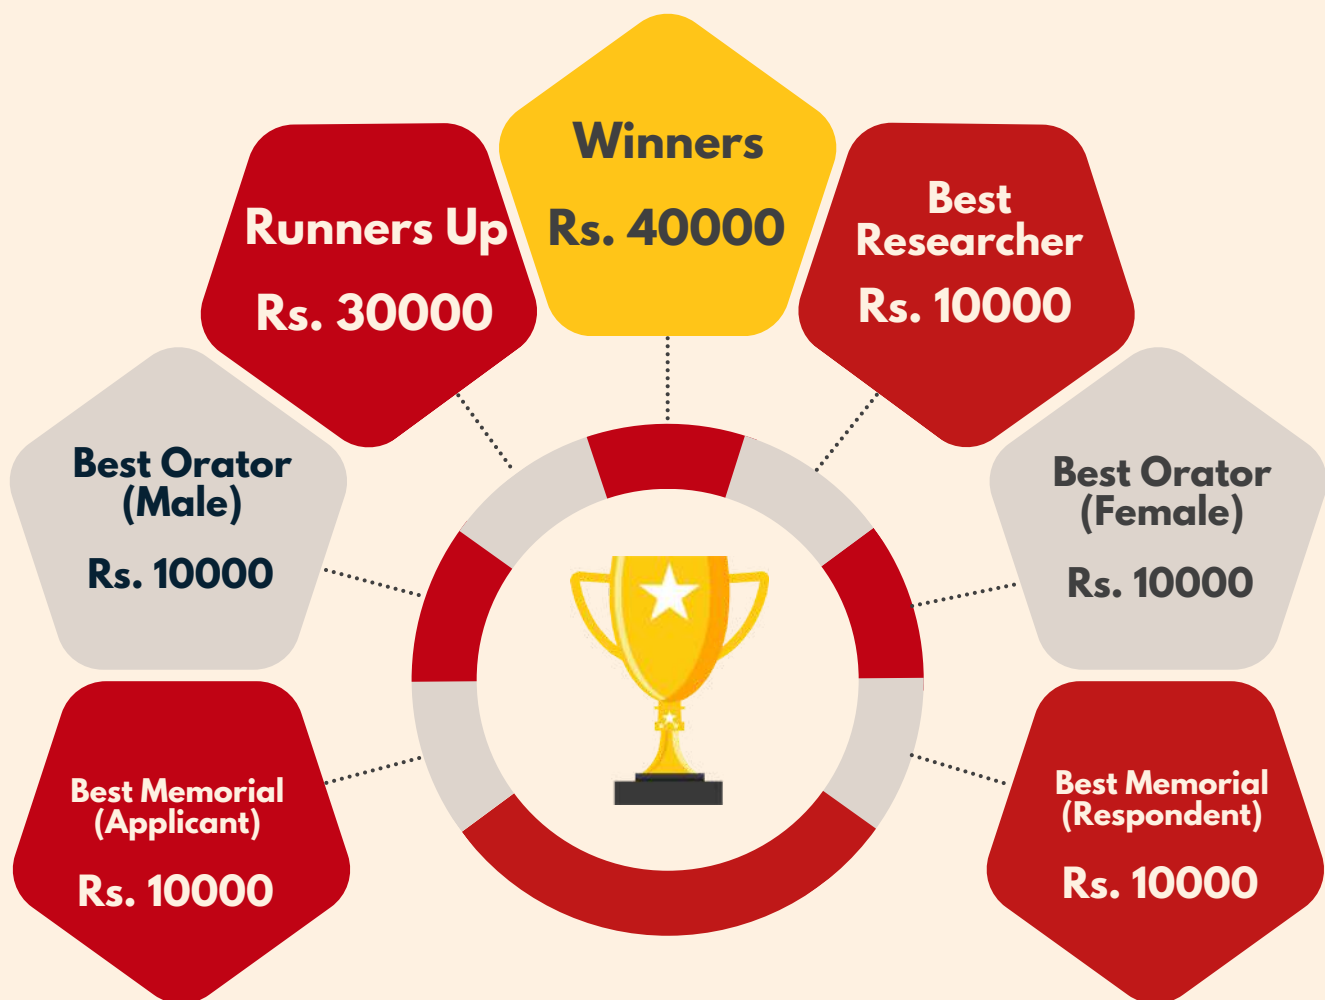 Winners
Rs. 40000
Runners Up
Rs. 30000
Best
Researcher
Rs. 10000
Best Orator
(Male)
Rs. 10000
Best Orator
(Female)
Rs. 10000
Best Memorial
(Applicant)
Rs. 10000
Best Memorial
(Respondent)
Rs. 10000